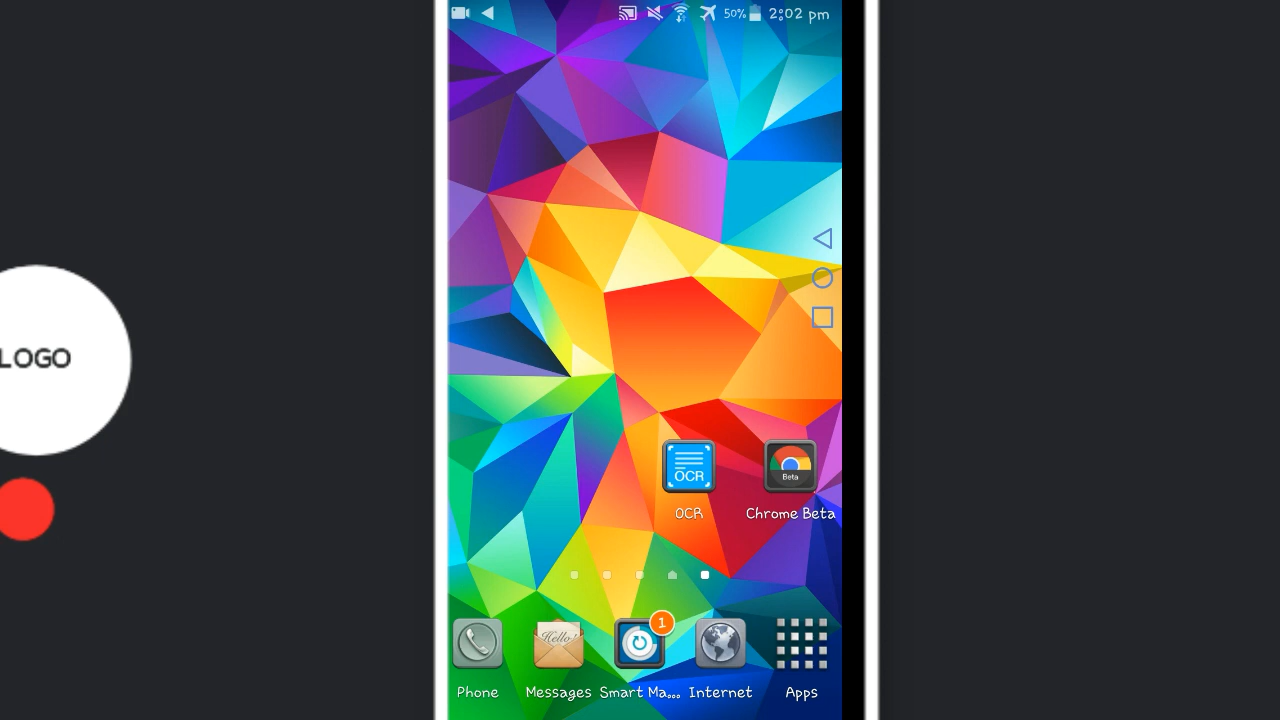 50% 2:02 pm
LOGO
OCR
Beta
OCR Chrome Beta
1
Hello!
Phone Messages Smart Ma... Internet Apps